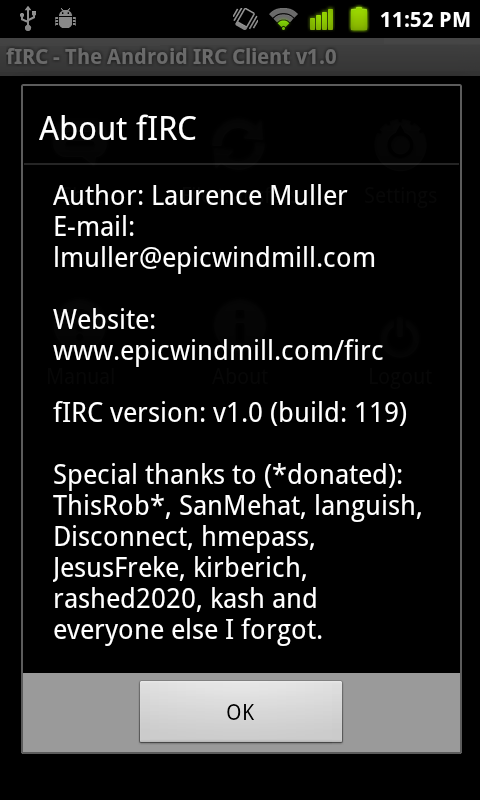 11:52 PM
fIRC - The Android IRC Client v1.0
About fIRC
Settings
Author: Laurence Muller
E-mail:
lmuller@epicwindmill.com
Website:
www.epicwindmill.com/firc
Manual
About
Logout
fIRC version: v1.0 (build: 119)
Special thanks to (*donated):
ThisRob*, SanMehat, languish,
Disconnect, hmepass,
JesusFreke, kirberich,
rashed2020, kash and
everyone else I forgot.
OK